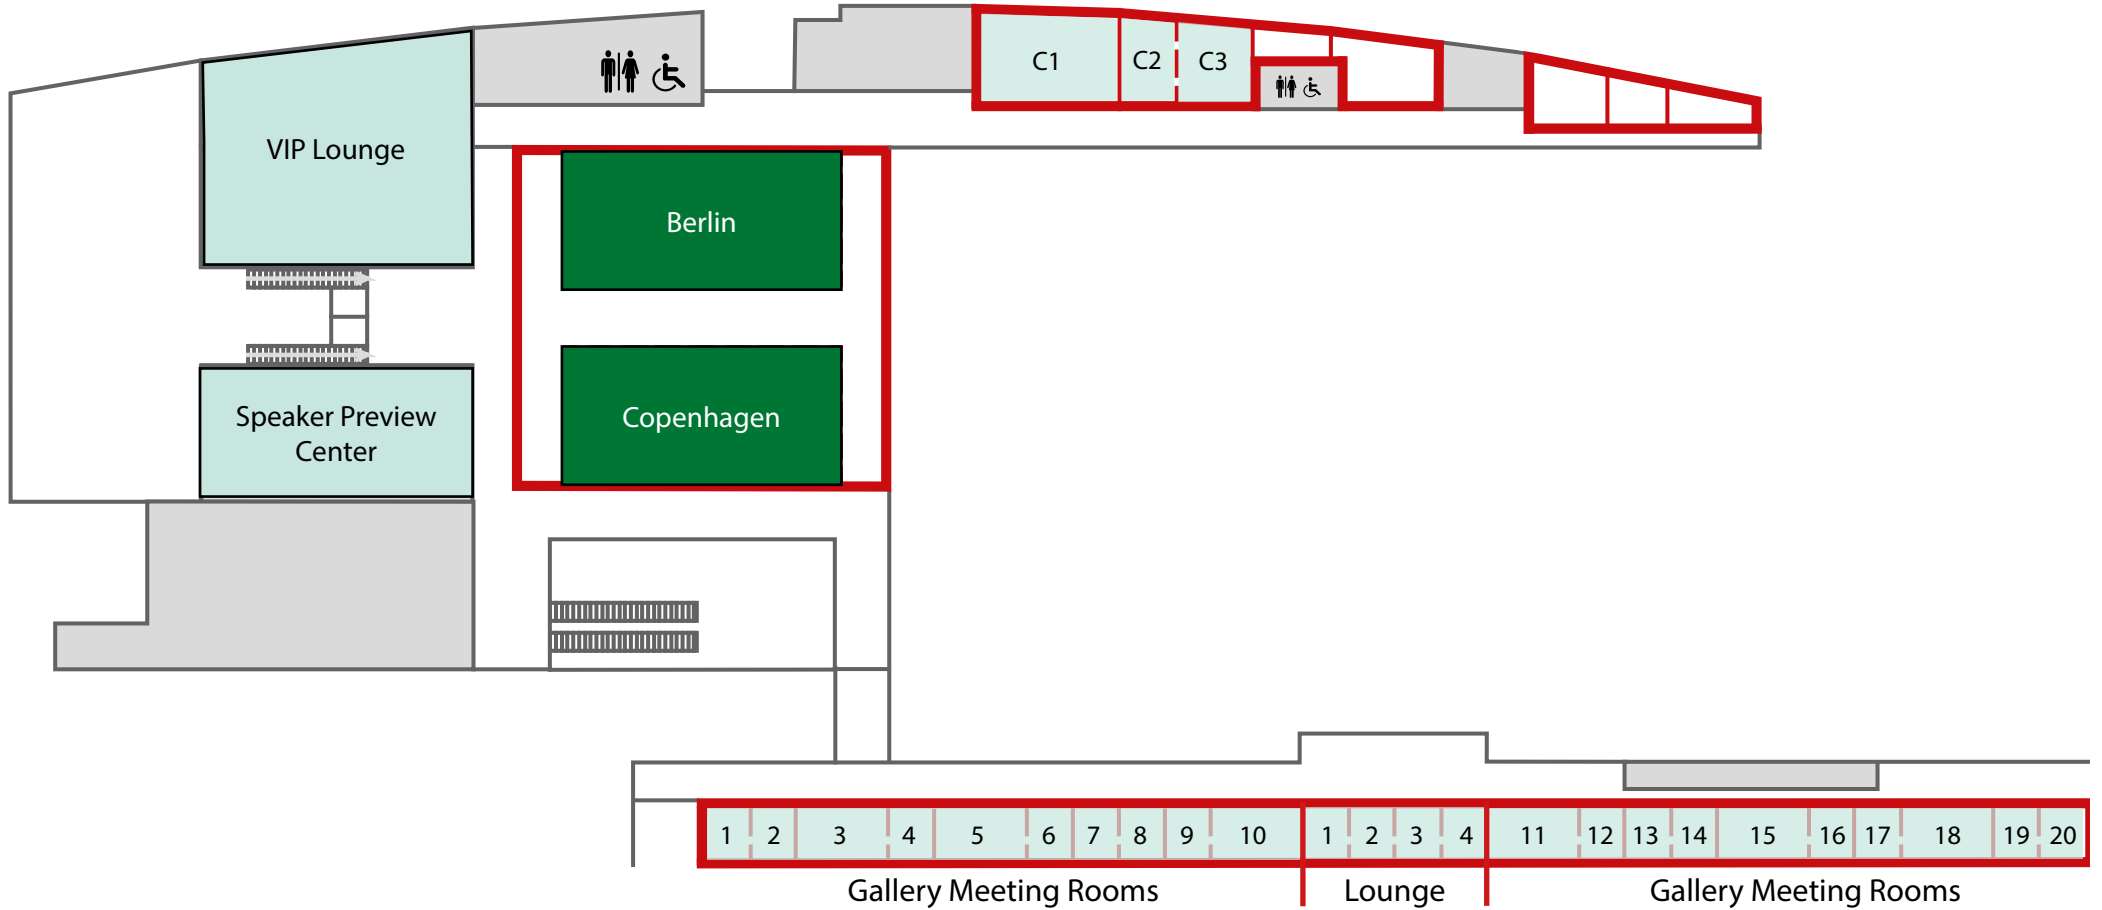 C1
C2
C3
VIP Lounge
Berlin
Speaker Preview
Center
Copenhagen
1 2 3 4 5 6 7 8 9 10 1 2 3 4 11 12 13 14 15 16 17 18 19 20
Gallery Meeting Rooms
Lounge
Gallery Meeting Rooms